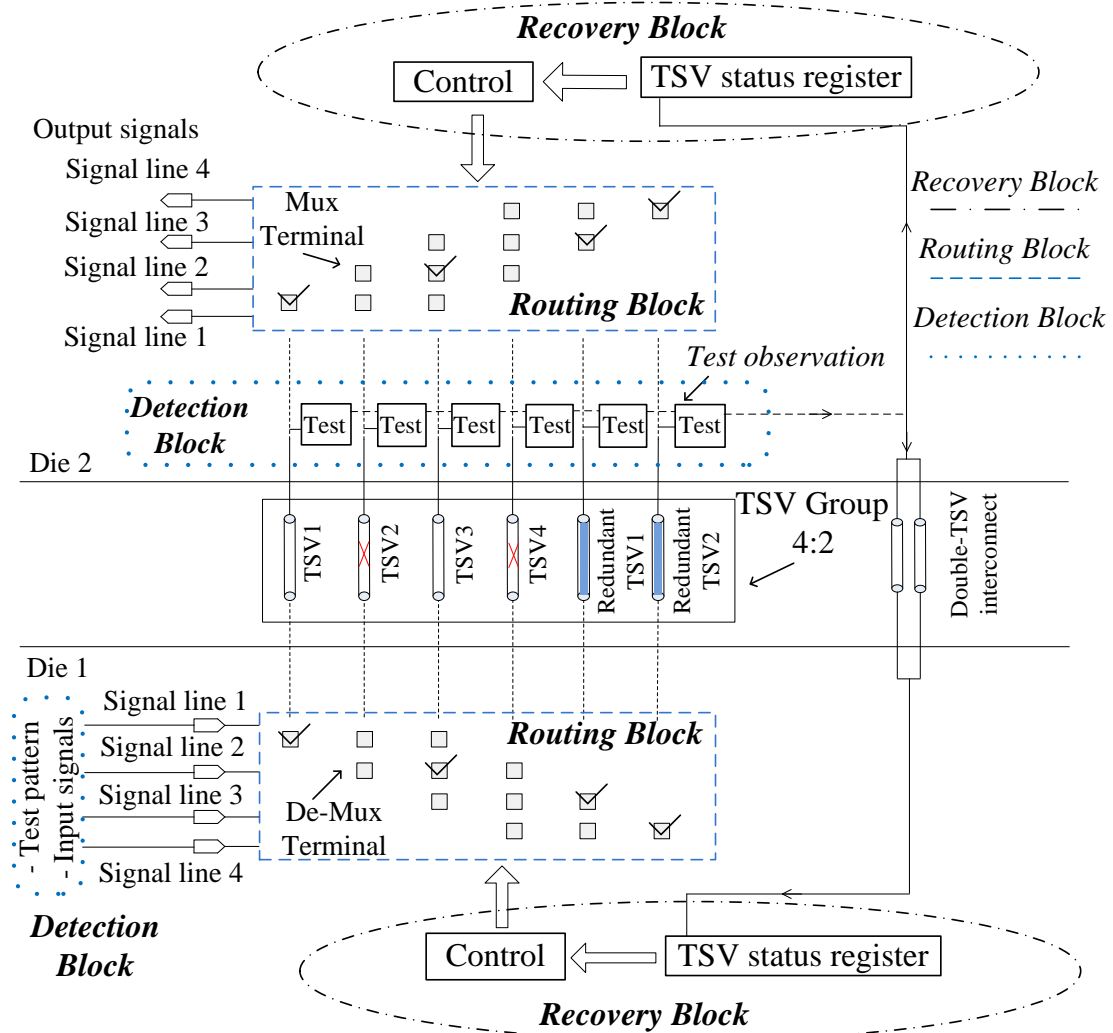 Recovery Block
Control
TSV status register
Output signals
Signal line 4
Signal line 3
Signal line 2
Signal line 1
Mux
Terminal
Routing Block
Recovery Block
Routing Block
Detection Block
Test observation
Detection
Block
Test
Test
Test
Test
Test
Test
Die 2
TSV1
TSV2
TSV3
TSV4
Redundant
TSV1
Redundant
TSV2
TSV Group
4:2
Double-TSV
interconnect
Die 1
Signal line 1
Signal line 2
Signal line 3
Signal line 4
- Test pattern
- Input signals
Routing Block
De-Mux
Terminal
Detection
Block
Control
TSV status register
Recovery Block